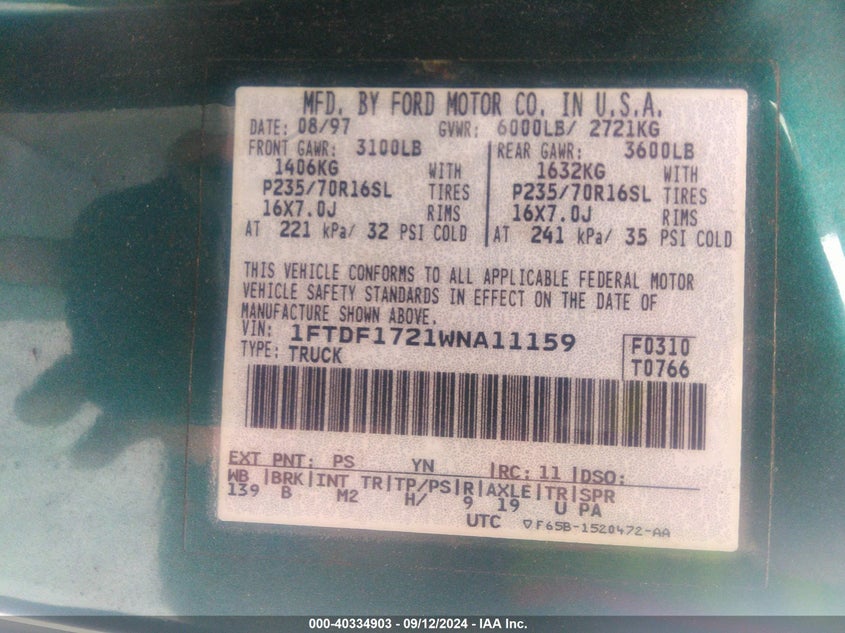 MFD. BY FORD MOTOR CO. IN U.S.A.
DATE: 08/97 GVWR: 6000LB/ 2721KG
FRONT GAWR: 3100LB REAR GAWR: 3600LB
1406KG WITH 1632KG WITH
P235/70R16SL TIRES P235/70R16SL TIRES
16X7.0J RIMS 16X7.0J RIMS
AT 221 kPa/ 32 PSI COLD AT 241 kPa/ 35 PSI COLD
THIS VEHICLE CONFORMS TO ALL APPLICABLE FEDERAL MOTOR
VEHICLE SAFETY STANDARDS IN EFFECT ON THE DATE OF
MANUFACTURE SHOWN ABOVE.
VIN: 1FTDF1721WNA11159 F0310
TYPE: TRUCK T0766
EXT PNT: PS YN RC: 11 DSO:
WB BRK INT TR TP/PS R AXLE TR SPR
139 B M2 H/ 9 19 U PA
UTC F65B-1520472-AA
000-40334903 - 09/12/2024 - IAA Inc.